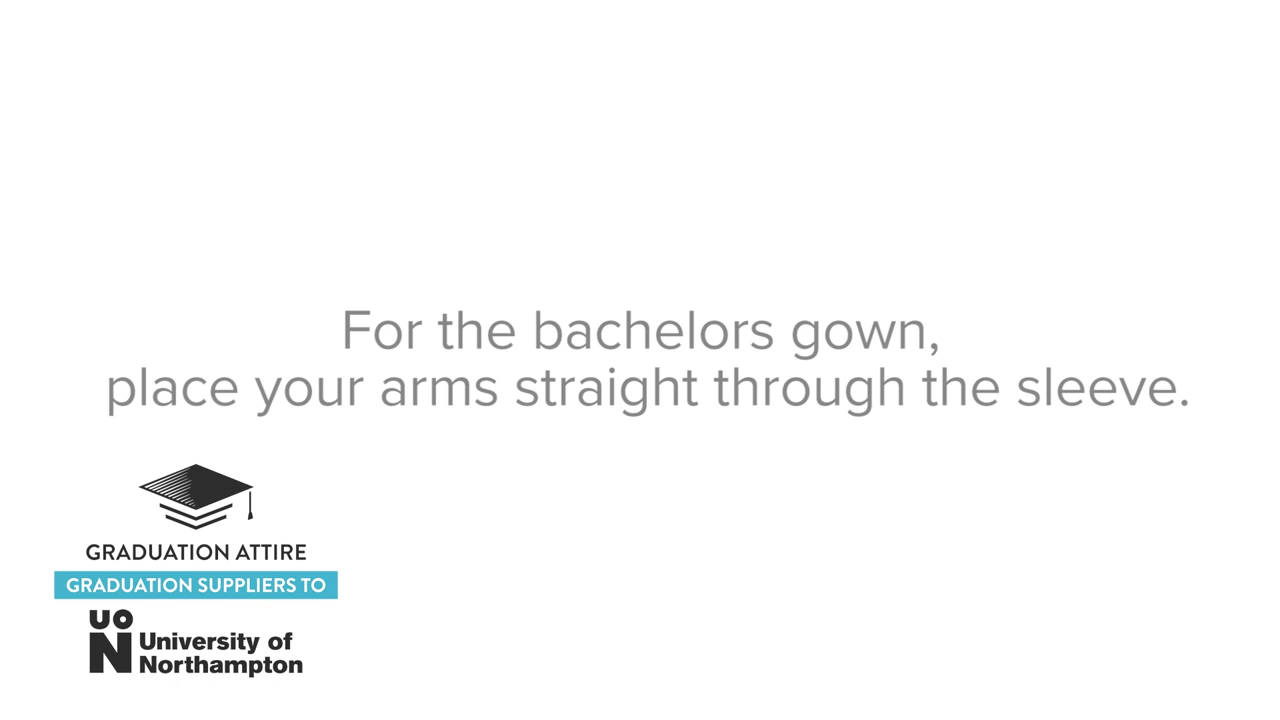 For the bachelors gown,
place your arms straight through the sleeve.
GRADUATION ATTIRE
GRADUATION SUPPLIERS TO
UON
University of
Northampton